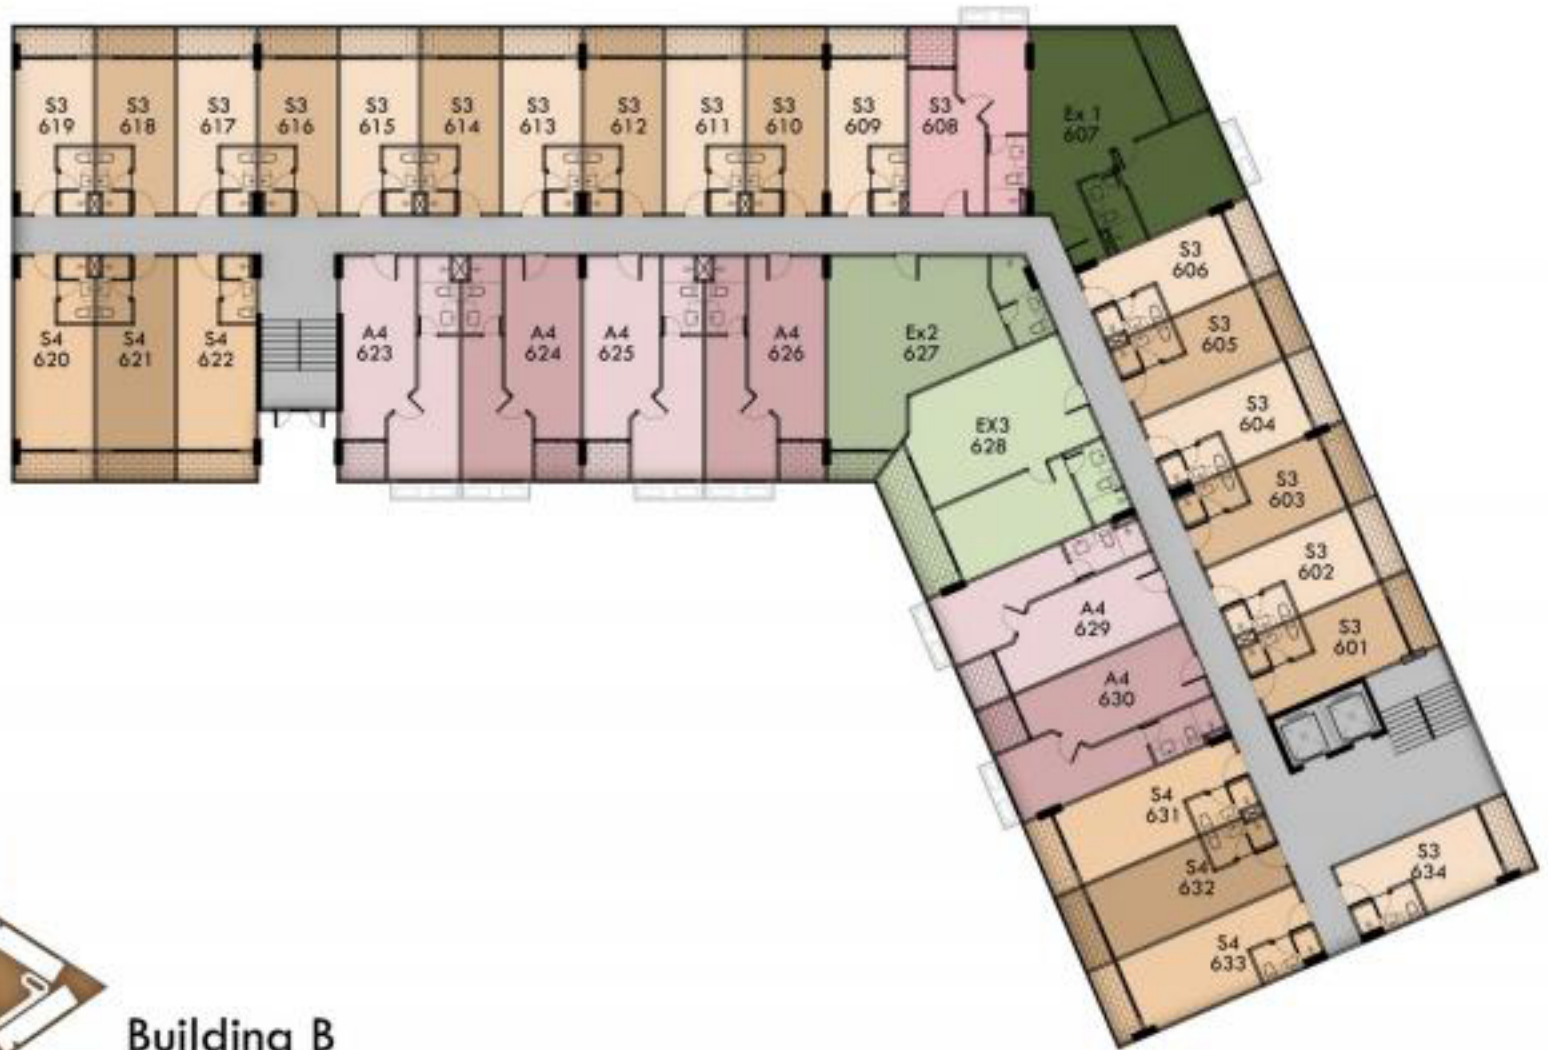 S3
619
S3
618
S3
617
S3
616
S3
615
S3
614
S3
613
S3
612
S3
611
S3
610
S3
609
S3
608
Ex 1
607
S3
606
S3
605
S3
604
S3
603
S3
602
S3
601
S4
620
S4
621
S4
622
A4
623
A4
624
A4
625
A4
626
Ex2
627
EX3
628
A4
629
A4
630
S4
631
S4
632
S4
633
S3
634
Building B